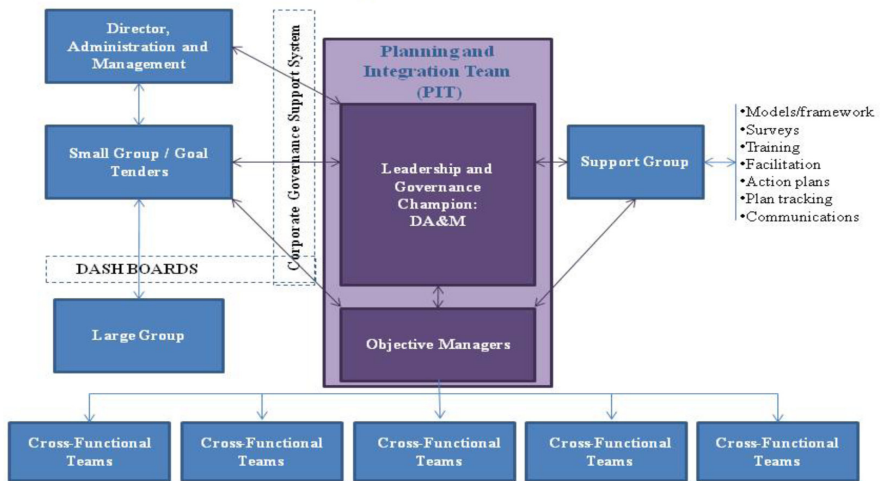 Director,
Administration and
Management
Small Group / Goal
Tenders
DASHBOARDS
Large Group
Corporate Governance Support System
Planning and
Integration Team
(PIT)
Leadership and
Governance
Champion:
DA&M
Objective Managers
Support Group
•Models/framework
•Surveys
•Training
•Facilitation
•Action plans
•Plan tracking
•Communications
Cross-Functional
Teams
Cross-Functional
Teams
Cross-Functional
Teams
Cross-Functional
Teams
Cross-Functional
Teams